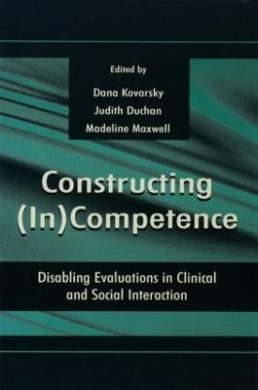 Edited by
Dana Kovarsky
Judith Duchan
Madeline Maxwell
Constructing
(In)Competence
Disabling Evaluations in Clinical
and Social Interaction